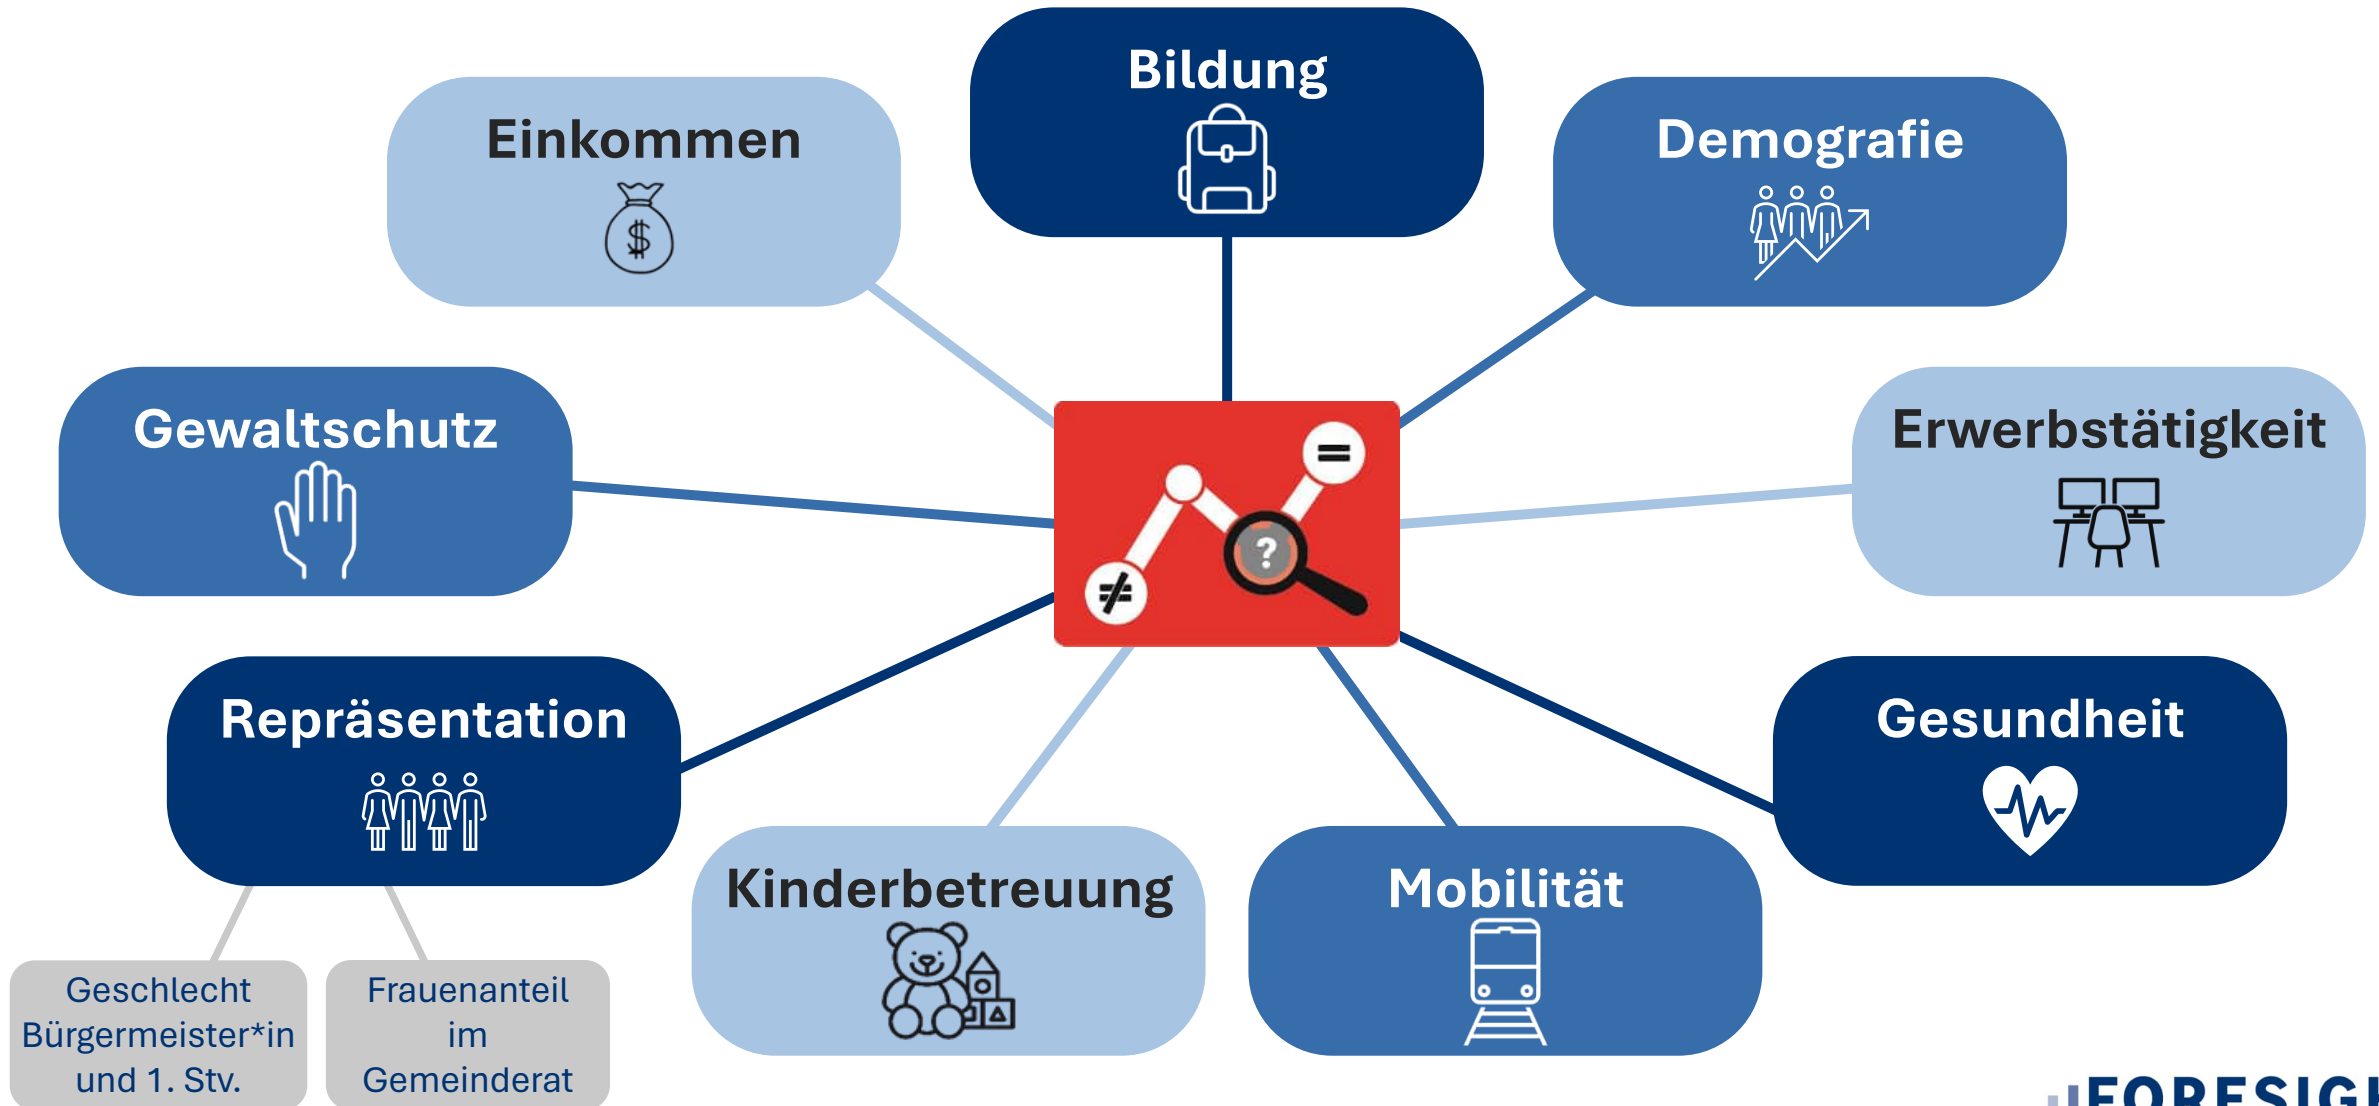 Bildung
Einkommen
Demografie
$
Gewaltschutz
Erwerbstätigkeit
=
?
≠
Repräsentation
Gesundheit
Kinderbetreuung
Mobilität
Geschlecht
Bürgermeister*in
und 1. Stv.
Frauenanteil
im
Gemeinderat